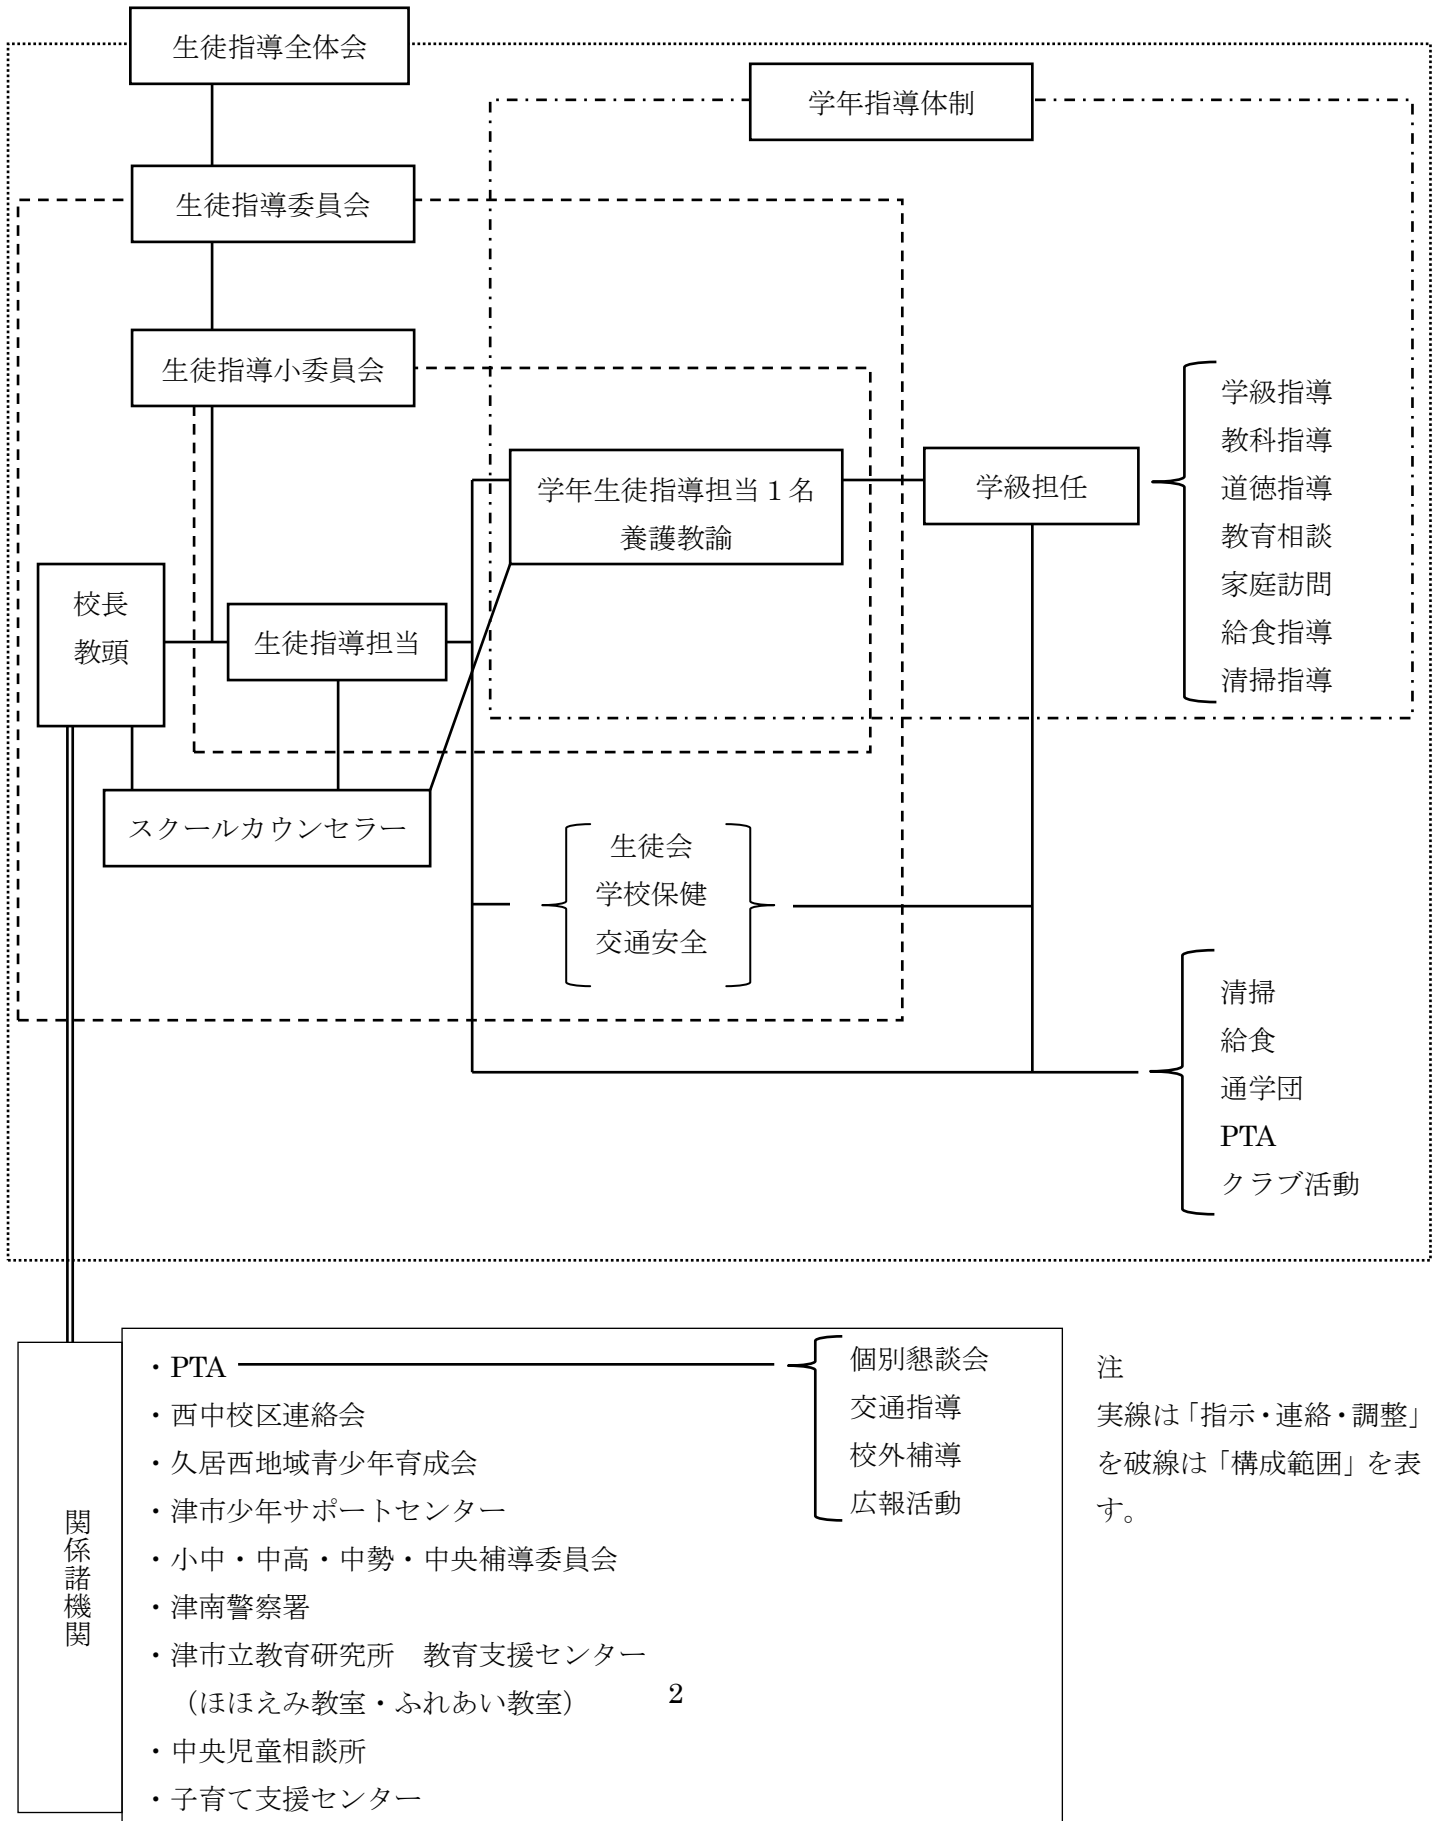 生徒指導全体会
学年指導体制
生徒指導委員会
生徒指導小委員会
学級指導
教科指導
道徳指導
教育相談
家庭訪問
給食指導
清掃指導
学年生徒指導担当1名
養護教諭
学級担任
校長
教頭
生徒指導担当
スクールカウンセラー
生徒会
学校保健
交通安全
清掃
給食
通学団
PTA
クラブ活動
関係諸機関
・PTA
・西中校区連絡会
・久居西地域青少年育成会
・津市少年サポートセンター
・小中・中高・中勢・中央補導委員会
・津南警察署
・津市立教育研究所 教育支援センター
（ほほえみ教室・ふれあい教室）
・中央児童相談所
・子育て支援センター
個別懇談会
交通指導
校外補導
広報活動
注
実線は「指示・連絡・調整」
を破線は「構成範囲」を表
す。
2